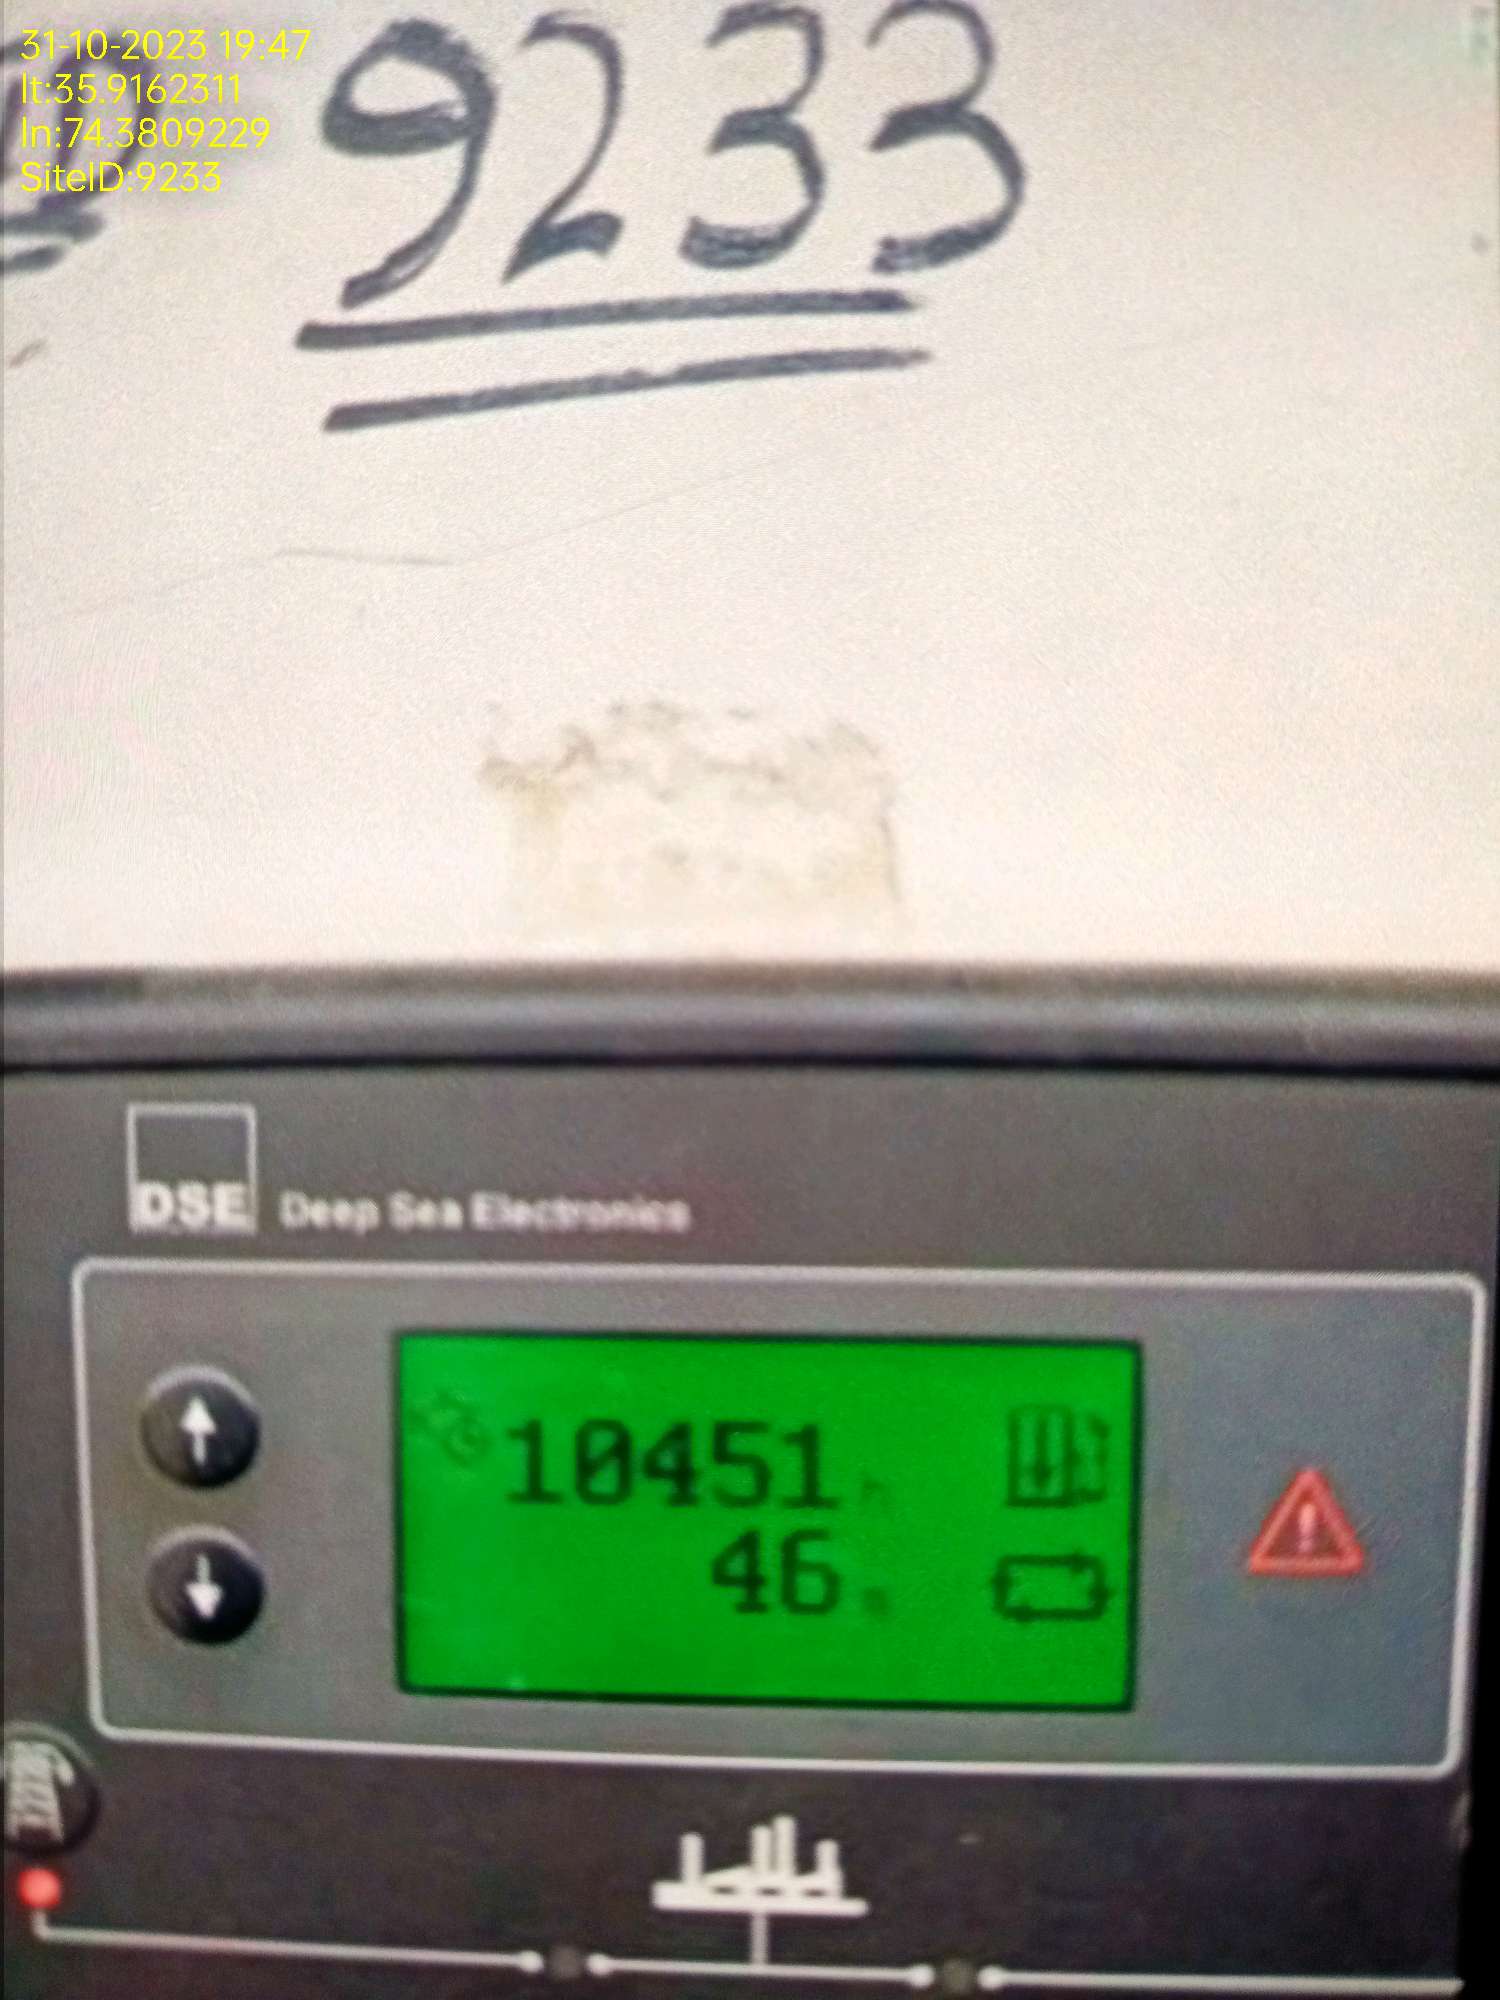 31-10-2023 19:47
lt:35.9162311
ln:74.3809229
SiteID:9233
9233
DSE Deep Sea Electronics
10451 h
46 m